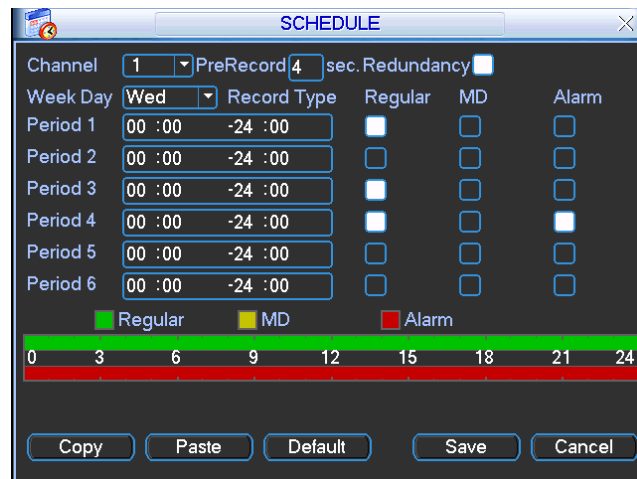 SCHEDULE
Channel 1 PreRecord 4 sec. Redundancy
Week Day Wed Record Type Regular MD Alarm
Period 1 00 :00 -24 :00
Period 2 00 :00 -24 :00
Period 3 00 :00 -24 :00
Period 4 00 :00 -24 :00
Period 5 00 :00 -24 :00
Period 6 00 :00 -24 :00
Regular MD Alarm
0 3 6 9 12 15 18 21 24
Copy Paste Default Save Cancel